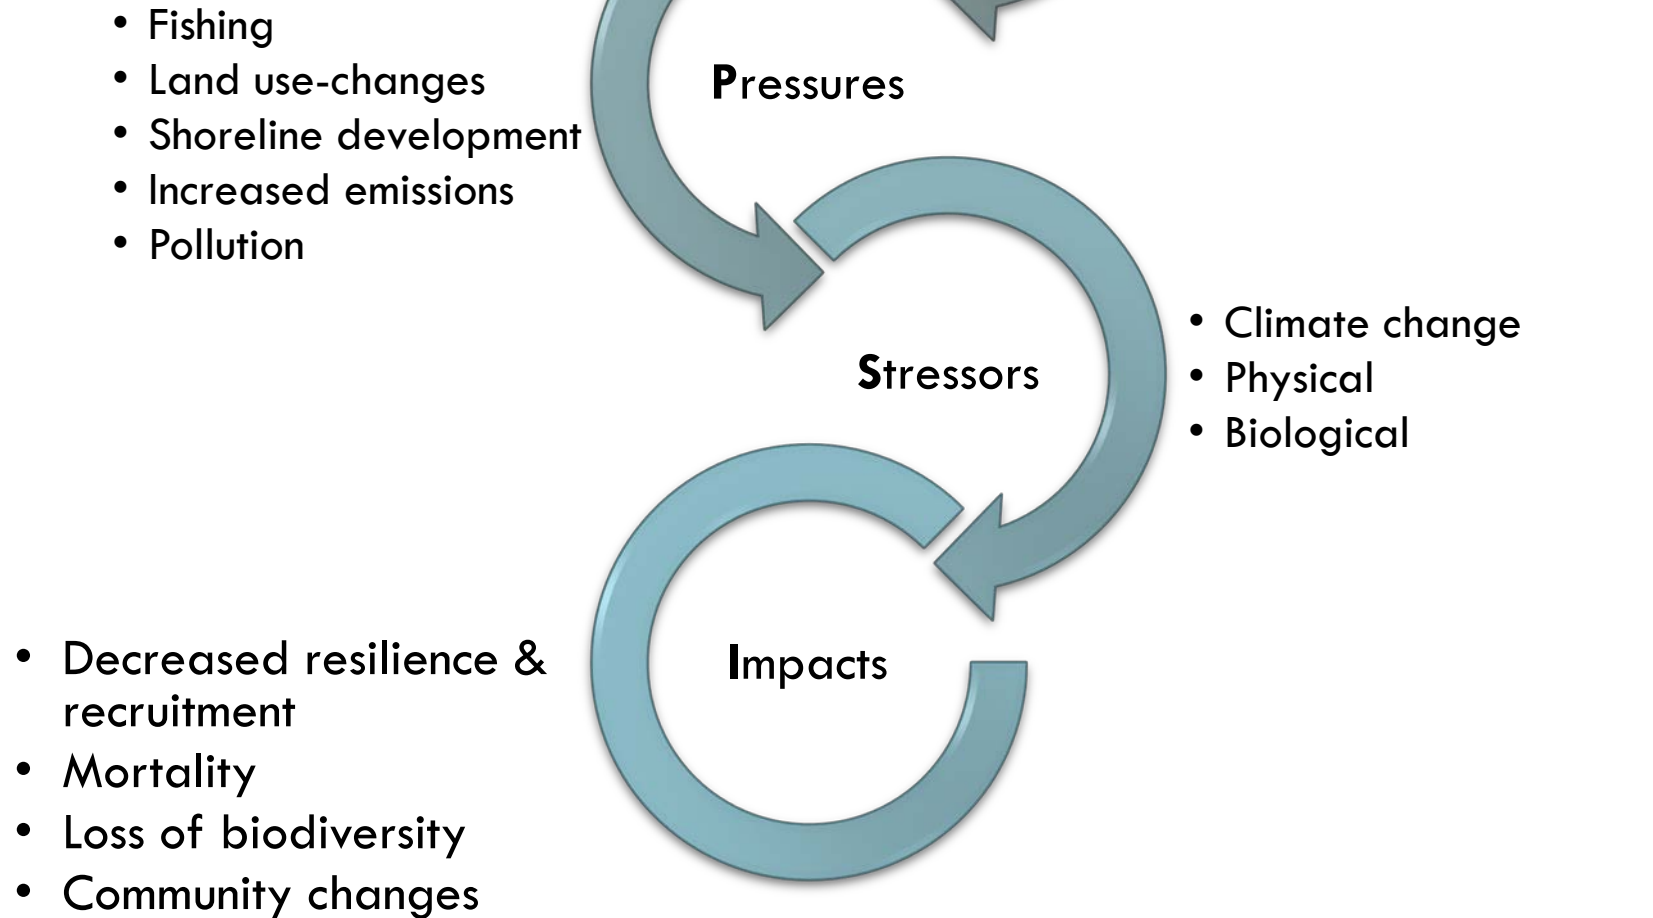 • Fishing
• Land use-changes
• Shoreline development
• Increased emissions
• Pollution
Pressures
Stressors
• Climate change
• Physical
• Biological
Impacts
• Decreased resilience &
recruitment
• Mortality
• Loss of biodiversity
• Community changes